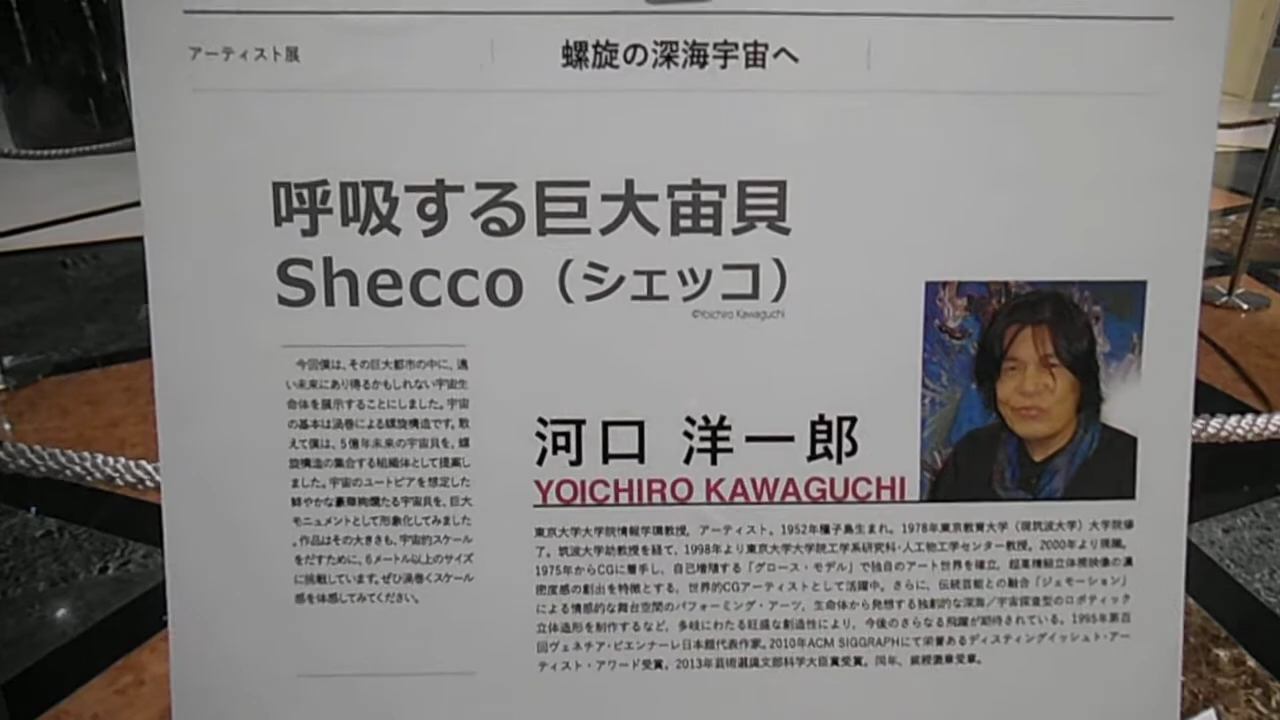 アーティスト展
螺旋の深海宇宙へ
呼吸する巨大宙貝
Shecco（シェッコ）
©Yoichiro Kawaguchi
今回僕は、その巨大都市の中に、遠
い未来にあり得るかもしれない宇宙生
命体を展示することにしました。宇宙
の基本は渦巻による螺旋構造です。敢
えて僕は、5億年未来の宇宙貝を、螺
旋構造の集合する組織体として提案し
ました。宇宙のユートピアを想定した
鮮やかな豪華絢爛たる宇宙貝を、巨大
モニュメントとして形象化してみました
。作品はその大きさも、宇宙的スケール
をだすために、6メートル以上のサイズ
に挑戦しています。ぜひ渦巻くスケール
感を体感してみてください。
河口 洋一郎
YOICHIRO KAWAGUCHI
東京大学大学院情報学環教授。アーティスト。1952年種子島生まれ。1978年東京教育大学（現筑波大学）大学院修
了。筑波大学助教授を経て、1998年より東京大学大学院工学系研究科・人工物工学センター教授。2000年より現職。
1975年からCGに着手し、自己増殖する「グロース・モデル」で独自のアート世界を確立。超高精細立体視映像の濃
密度感の創出を特徴とする、世界的CGアーティストとして活躍中。さらに、伝統芸能との融合「ジェモーション」
による情感的な舞台空間のパフォーミング・アーツ、生命体から発想する独創的な深海／宇宙探査型のロボティック
立体造形を制作するなど、多岐にわたる旺盛な創造性により、今後のさらなる飛躍が期待されている。1995年第百
回ヴェネチア・ビエンナーレ日本館代表作家。2010年ACM SIGGRAPHにて栄誉あるディスティングイッシュト・アー
ティスト・アワード受賞。2013年芸術選奨文部科学大臣賞受賞。同年、紫綬褒章受章。